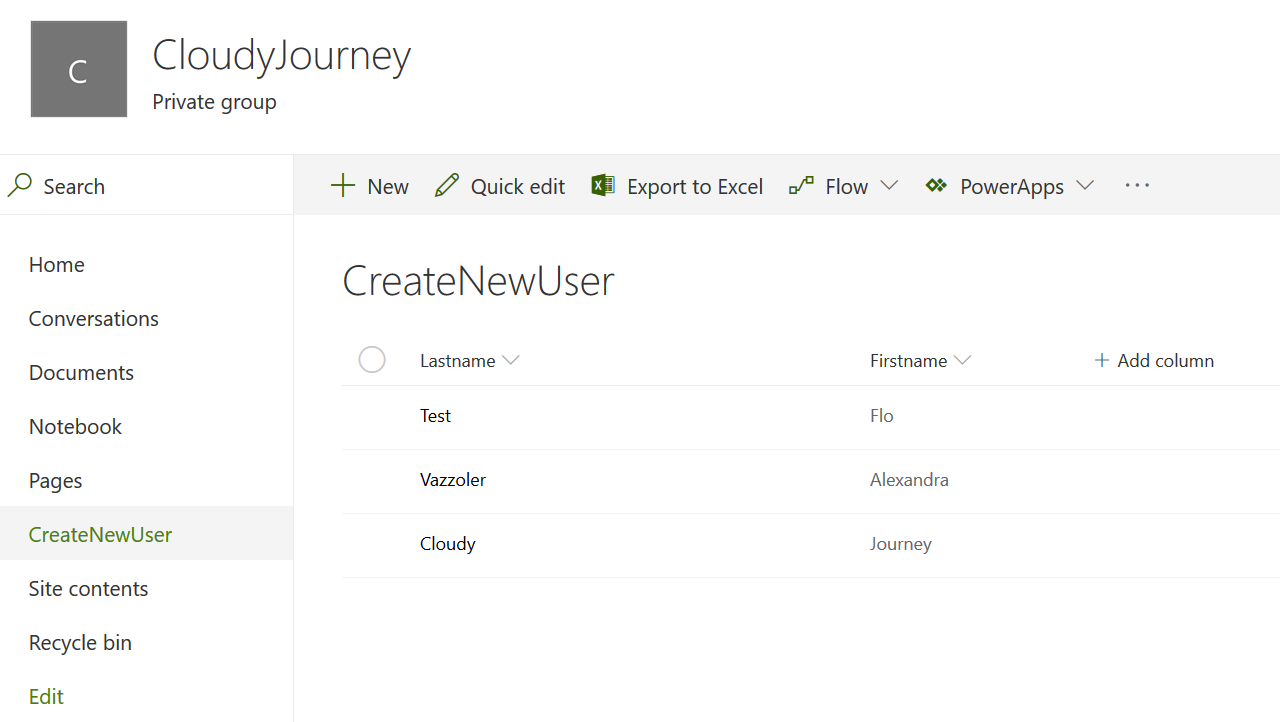 C
CloudyJourney
Private group
Search
New Quick edit Export to Excel Flow PowerApps ...
Home
Conversations
Documents
Notebook
Pages
CreateNewUser
Site contents
Recycle bin
Edit
CreateNewUser
Lastname Firstname + Add column
Test Flo
Vazzoler Alexandra
Cloudy Journey